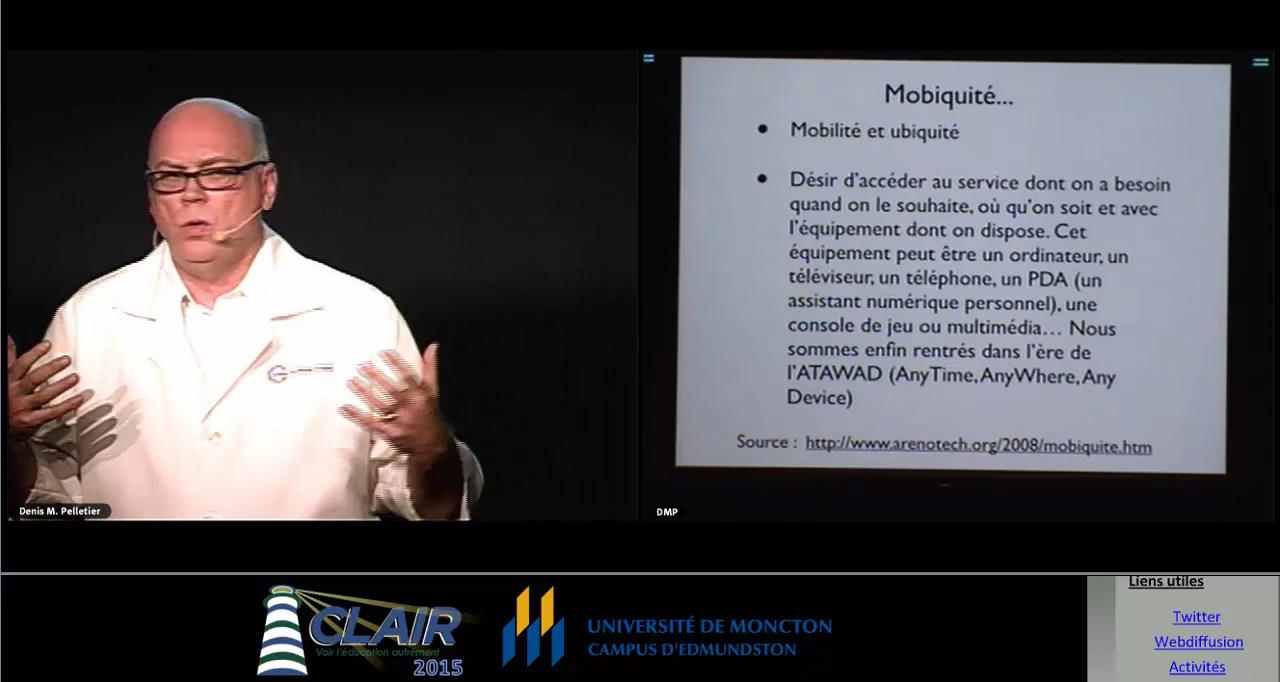 Mobiquité...
• Mobilité et ubiquité
• Désir d'accéder au service dont on a besoin
quand on le souhaite, où qu'on soit et avec
l'équipement dont on dispose. Cet
équipement peut être un ordinateur, un
téléviseur, un téléphone, un PDA (un
assistant numérique personnel), une
console de jeu ou multimédia... Nous
sommes enfin rentrés dans l'ère de
l'ATAWAD (AnyTime, AnyWhere, Any
Device)
Source : http://www.arenotech.org/2008/mobiquite.htm
Denis M. Pelletier
DMP
CLAIR
Voir l'éducation autrement
2015
UNIVERSITÉ DE MONCTON
CAMPUS D'EDMUNDSTON
Liens utiles
Twitter
Webdiffusion
Activités